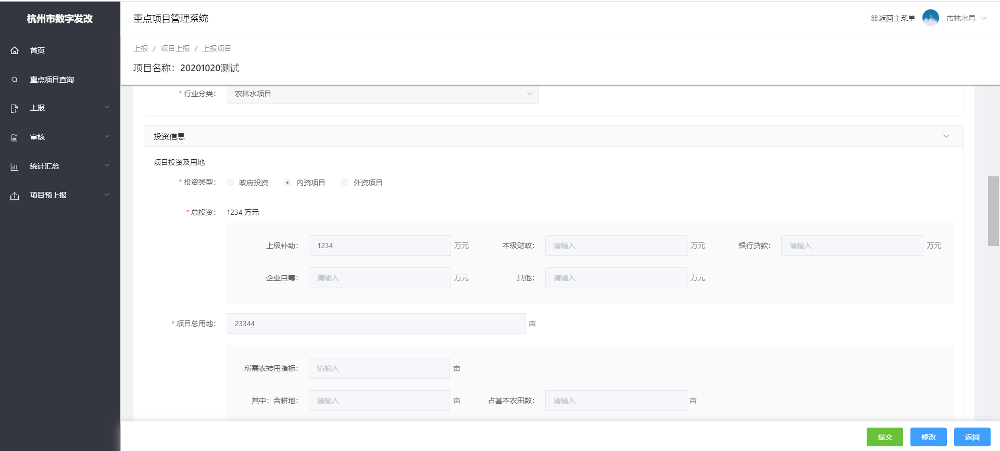 杭州市数字发改
首页
重点项目查询
上报
审核
统计汇总
项目预上报
重点项目管理系统
返回主菜单
市林水局
上报 / 项目上报 / 上报项目
项目名称：20201020测试
*行业分类： 农林水项目
投资信息
项目投资及用地
*投资类型： 政府投资 内资项目 外资项目
*总投资： 1234 万元
上级补助： 1234 万元 本级财政： 请输入 万元 银行贷款： 请输入 万元
企业自筹： 请输入 万元 其他： 请输入 万元
*项目总用地： 23344 亩
所需农转用指标： 请输入 亩
其中：含耕地： 请输入 亩 占基本农田数： 请输入 亩
提交 修改 返回